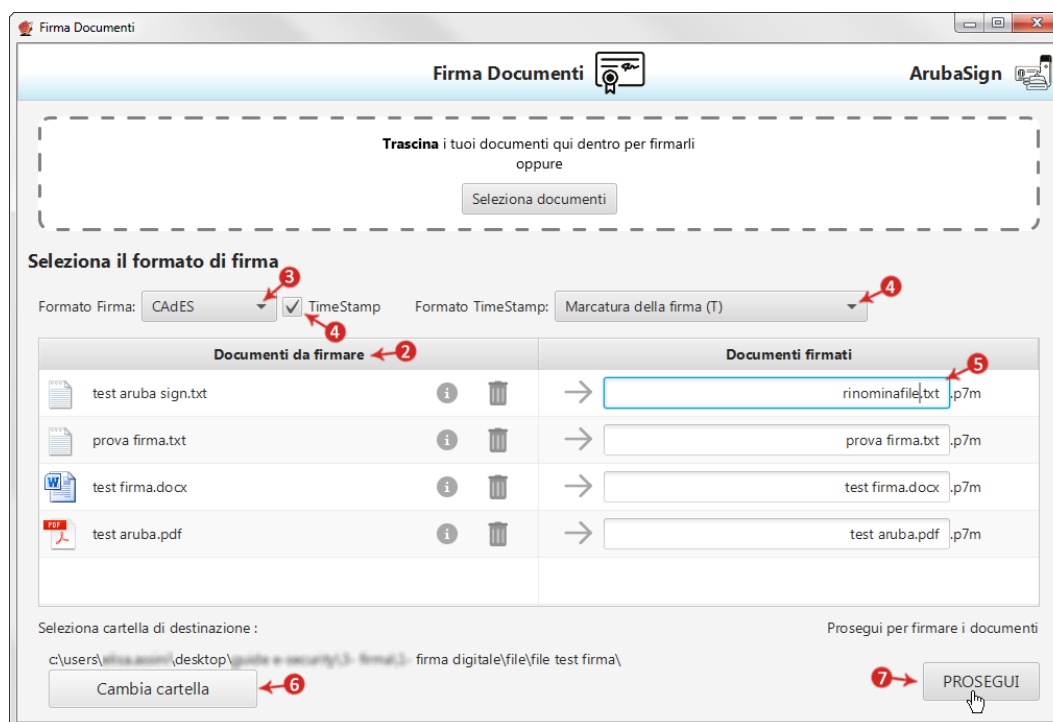 Firma Documenti
Firma Documenti
ArubaSign
Trascina i tuoi documenti qui dentro per firmarli
oppure
Seleziona documenti
Seleziona il formato di firma
3
4
Formato Firma: CAdES TimeStamp Formato TimeStamp: Marcatura della firma (T)
4
Documenti da firmare 2 Documenti firmati
5
test aruba sign.txt i rinominafile.txt .p7m
prova firma.txt i prova firma.txt .p7m
test firma.docx i test firma.docx .p7m
PDF
test aruba.pdf i test aruba.pdf .p7m
Seleziona cartella di destinazione : Prosegui per firmare i documenti
c:\users\ \desktop\ firma digitale\file\file test firma\
Cambia cartella 6 7 PROSEGUI